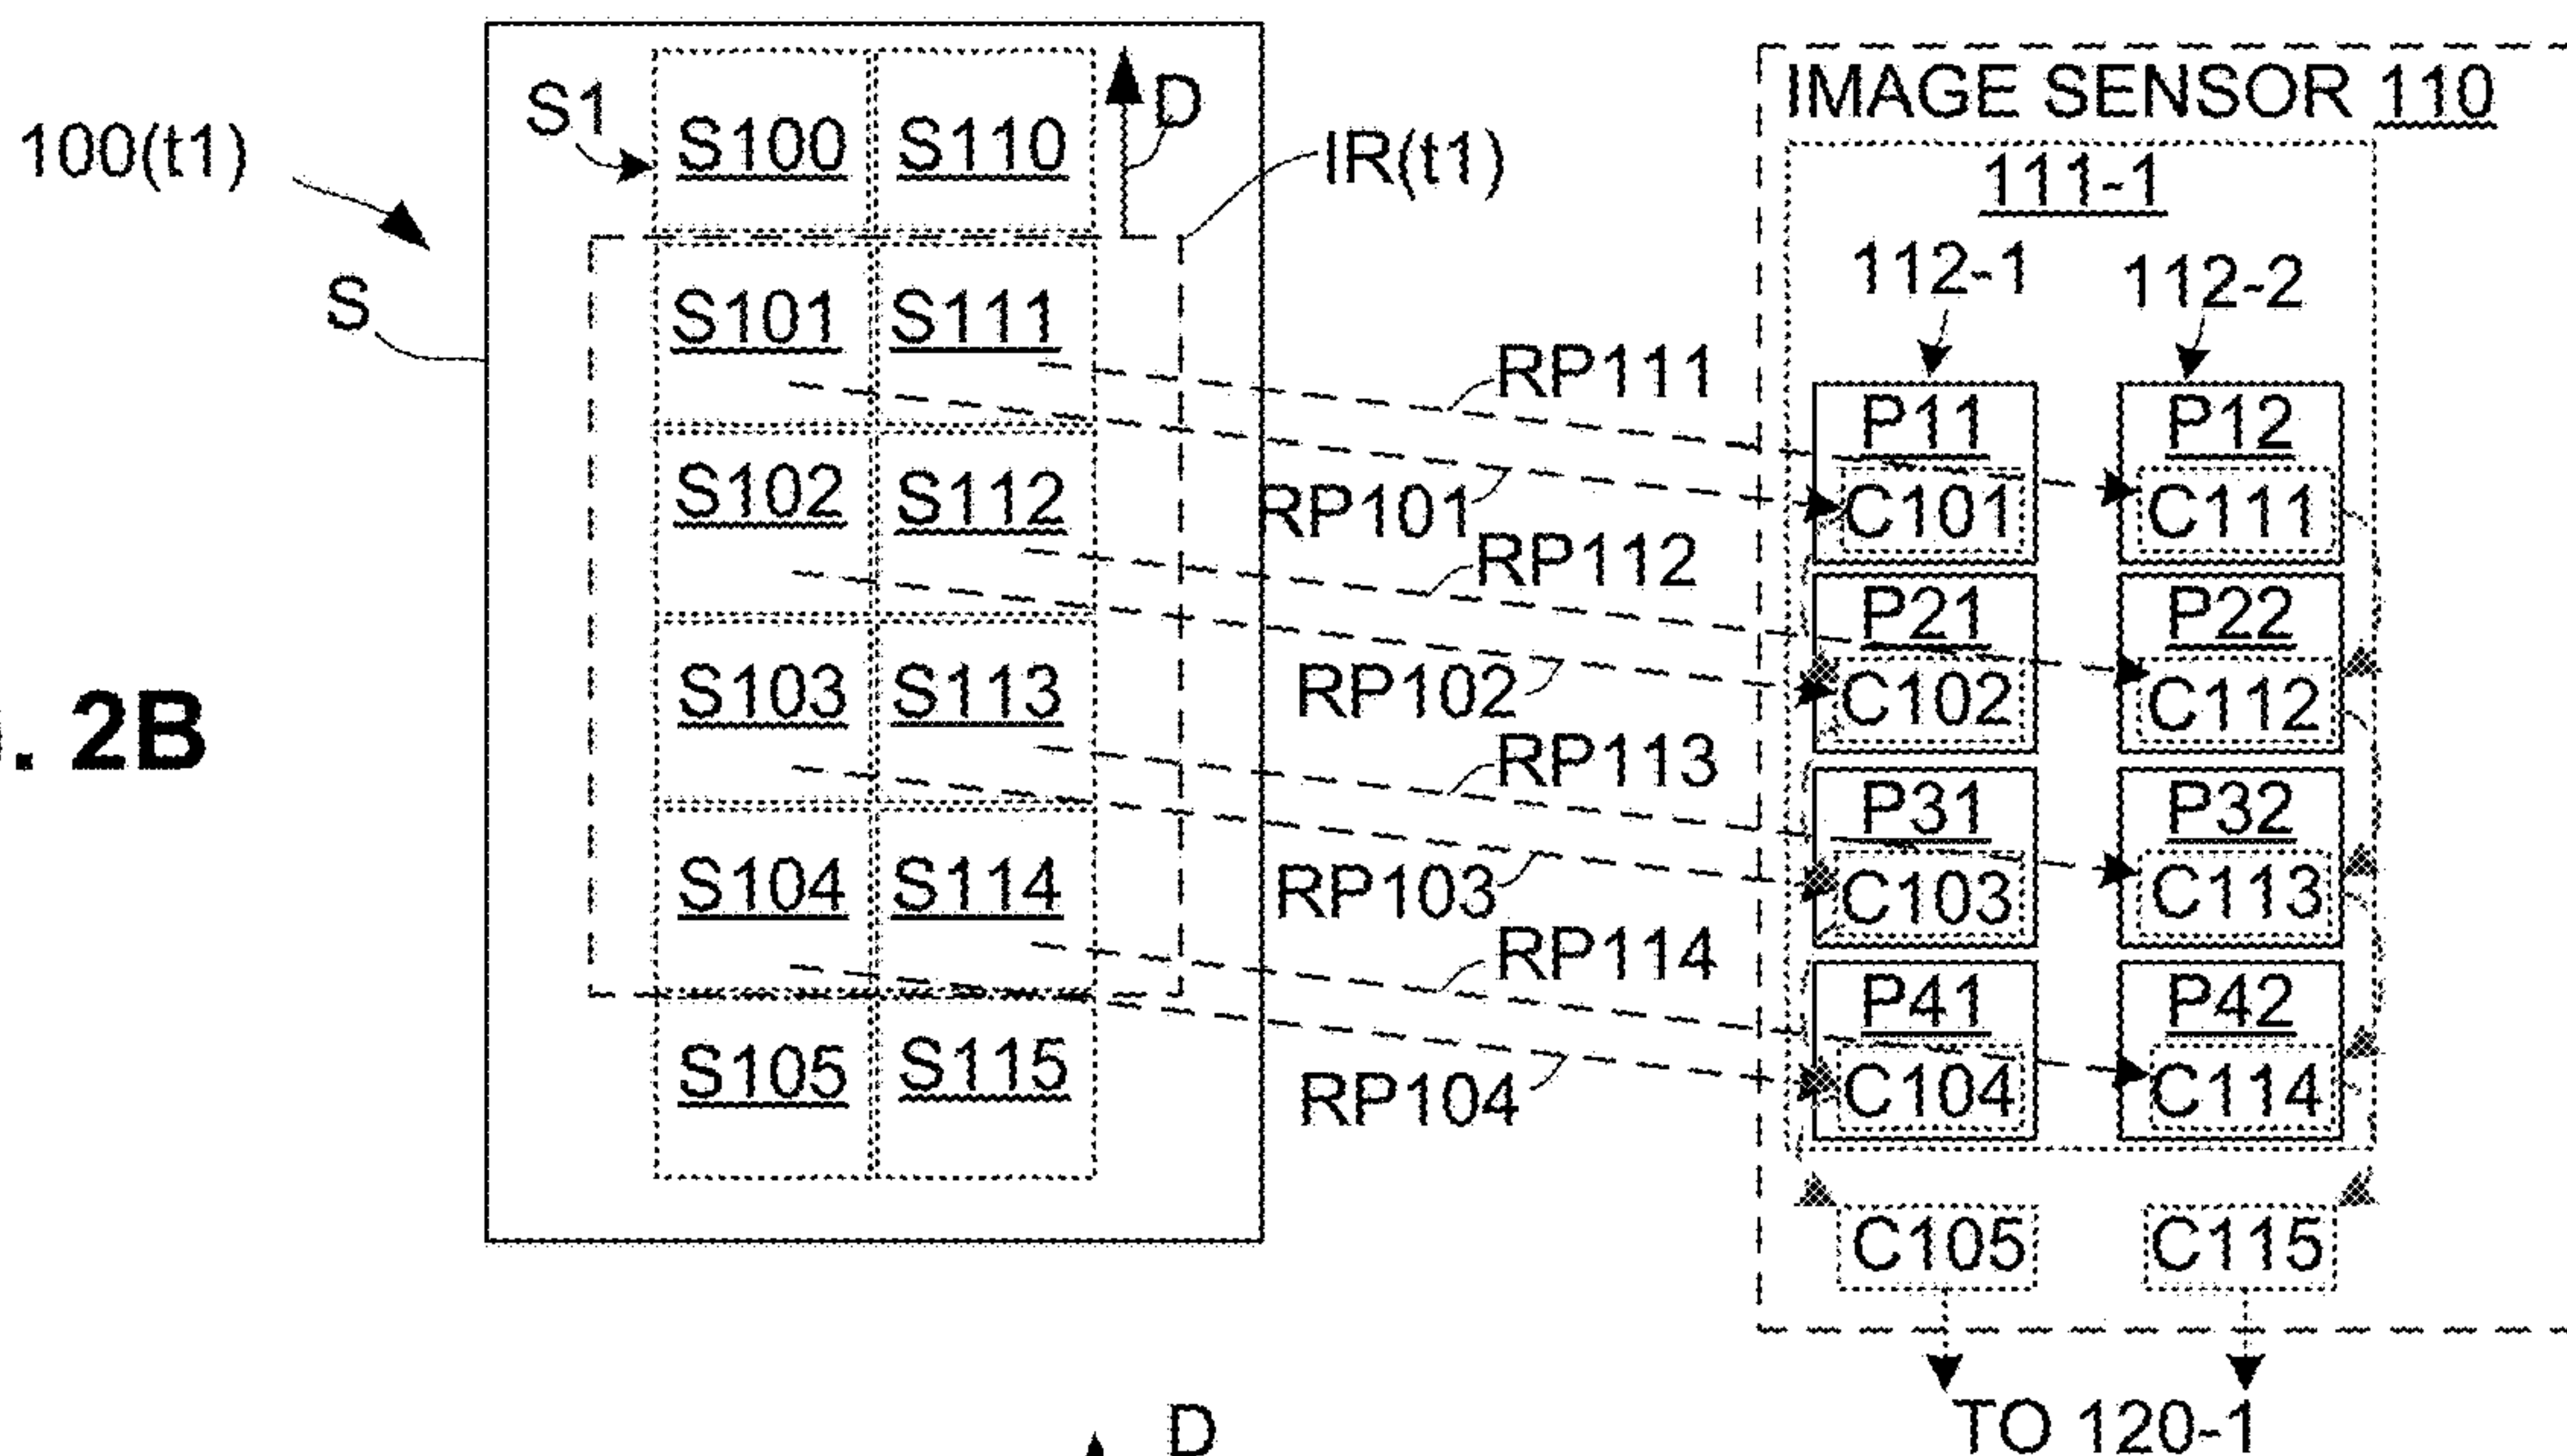 IMAGE SENSOR 110
S1 S100 S110 D
100(t1) IR(t1) 111-1
112-1 112-2
S S101 S111
RP111 P11 P12
S102 S112 RP101 C101 C111
RP112 P21 P22
S103 S113 RP102 C102 C112
. 2B
RP113 P31 P32
S104 S114 RP103 C103 C113
RP114 P41 P42
S105 S115 RP104 C104 C114
C105 C115
D TO 120-1